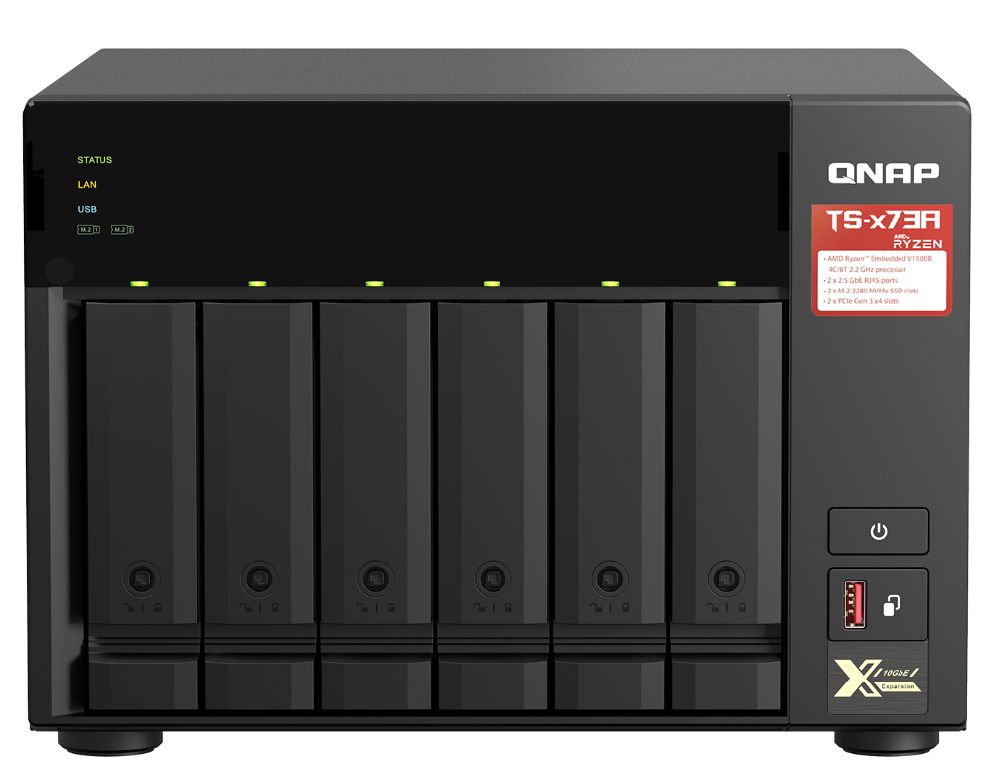 STATUS
LAN
USB
M.2 1 M.2 2
QNAP
TS-x73A
AMD
RYZEN
• AMD Ryzen™ Embedded V1500B
4C/8T 2.2 GHz processor
• 2 x 2.5 GbE RJ45 ports
• 2 x M.2 2280 NVMe SSD slots
• 2 x PCIe Gen 3 x4 slots
X 10GbE
Expansion